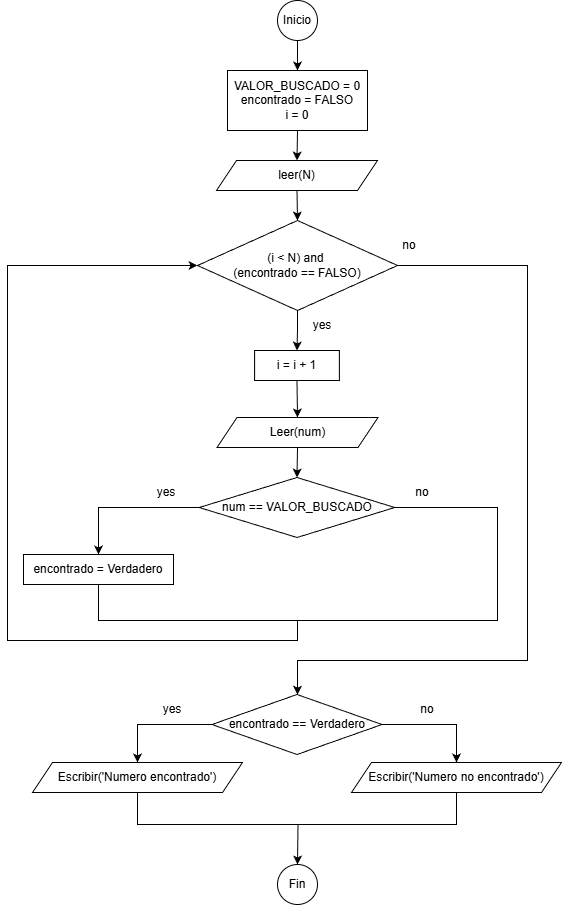 Inicio
VALOR_BUSCADO = 0
encontrado = FALSO
i = 0
leer(N)
(i < N) and
(encontrado == FALSO)
no
yes
i = i + 1
Leer(num)
num == VALOR_BUSCADO
yes
no
encontrado = Verdadero
encontrado == Verdadero
yes
no
Escribir('Numero encontrado')
Escribir('Numero no encontrado')
Fin